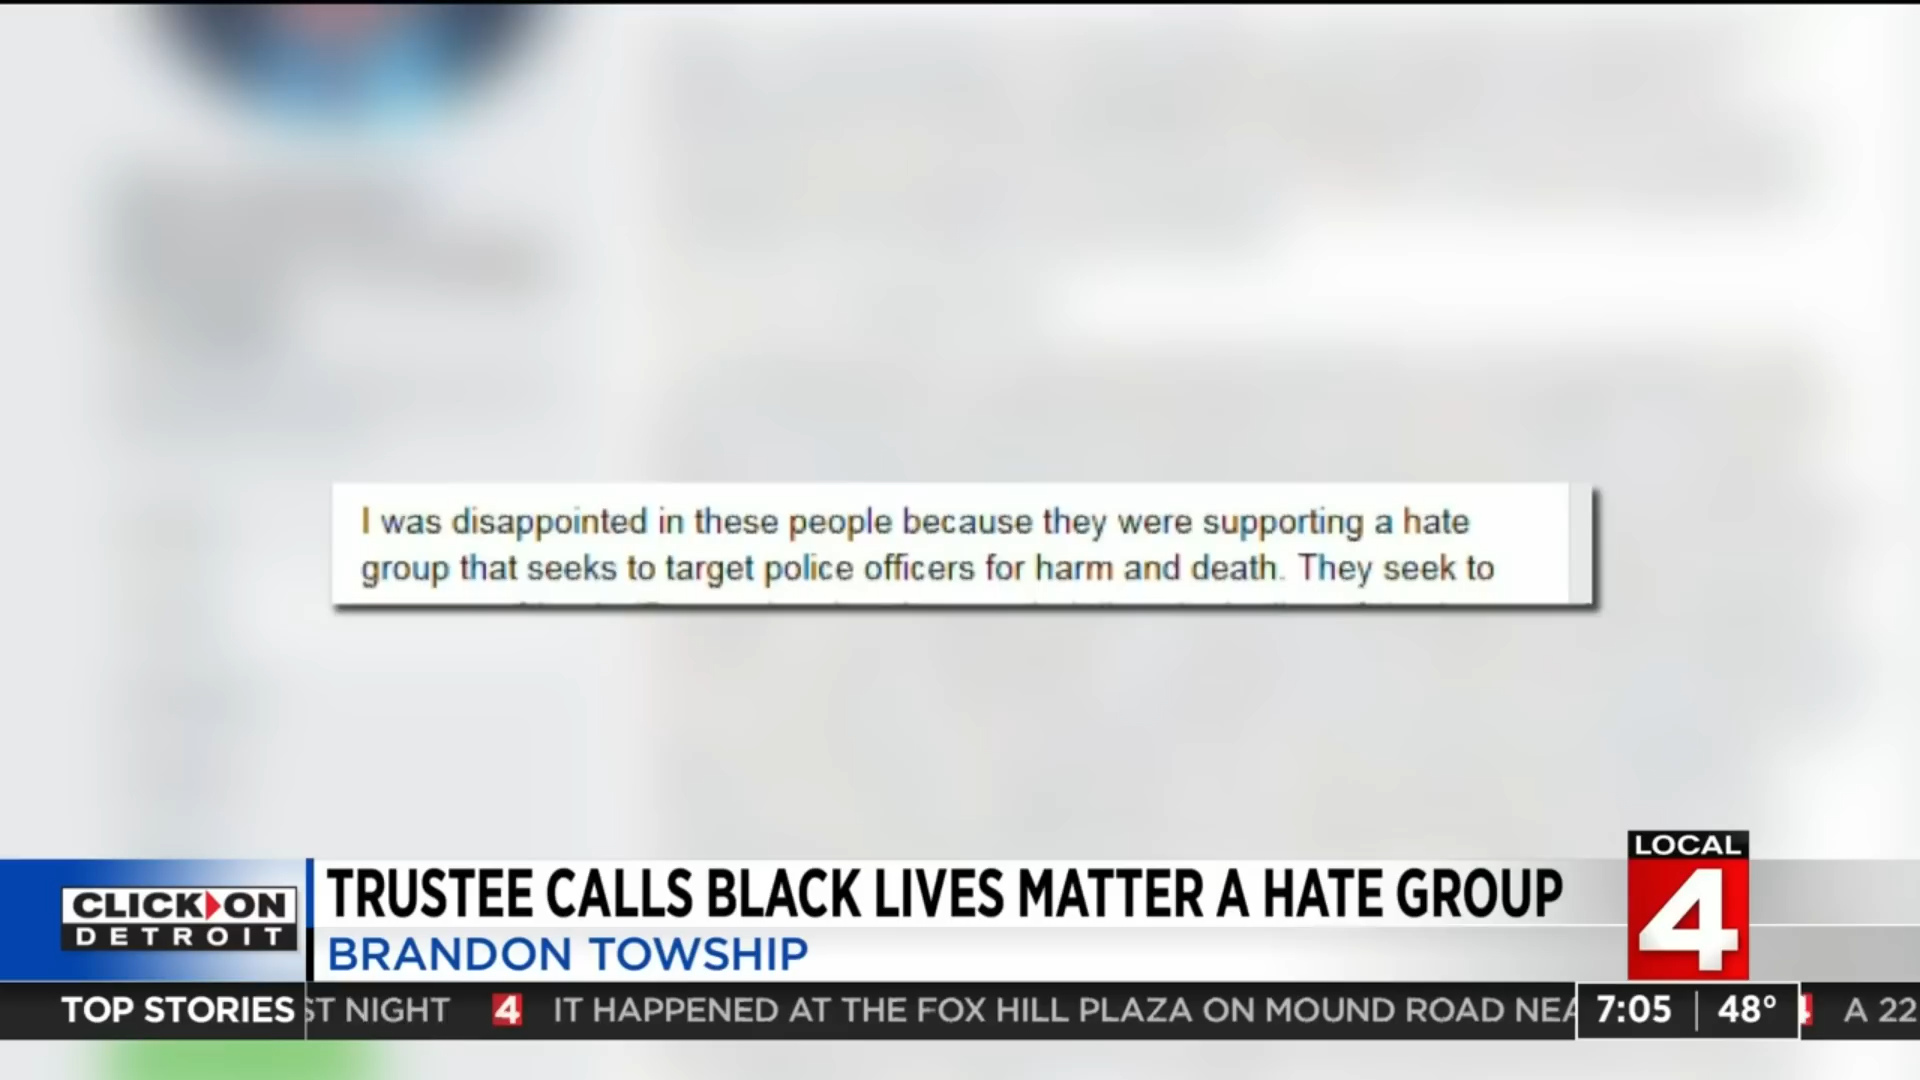 I was disappointed in these people because they were supporting a hate
group that seeks to target police officers for harm and death. They seek to
LOCAL
4
CLICK ON
DETROIT
TRUSTEE CALLS BLACK LIVES MATTER A HATE GROUP
BRANDON TOWSHIP
TOP STORIES ST NIGHT 4 IT HAPPENED AT THE FOX HILL PLAZA ON MOUND ROAD NEA 7:05 48° A 22